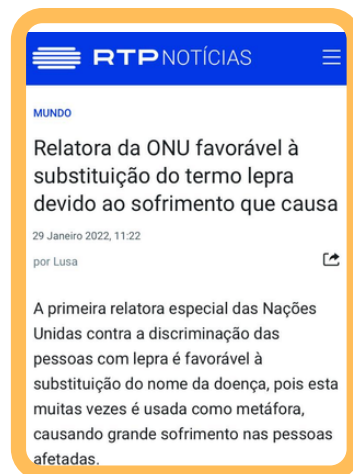 RTP NOTÍCIAS
MUNDO
Relatora da ONU favorável à
substituição do termo lepra
devido ao sofrimento que causa
29 Janeiro 2022, 11:22
por Lusa
A primeira relatora especial das Nações
Unidas contra a discriminação das
pessoas com lepra é favorável à
substituição do nome da doença, pois esta
muitas vezes é usada como metáfora,
causando grande sofrimento nas pessoas
afetadas.